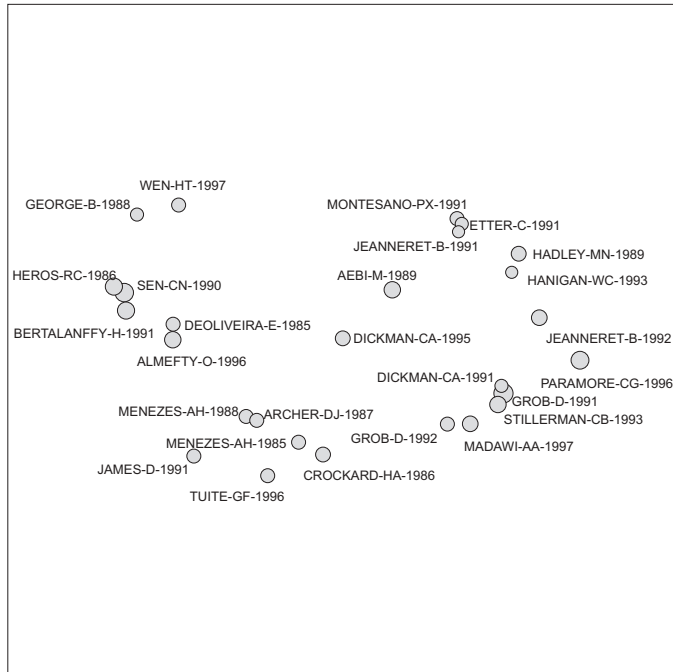 WEN-HT-1997
GEORGE-B-1988
MONTESANO-PX-1991
ETTER-C-1991
JEANNERET-B-1991
HADLEY-MN-1989
HEROS-RC-1986
SEN-CN-1990
AEBI-M-1989
HANIGAN-WC-1993
BERTALANFFY-H-1991
DEOLIVEIRA-E-1985
DICKMAN-CA-1995
JEANNERET-B-1992
ALMEFTY-O-1996
DICKMAN-CA-1991
PARAMORE-CG-1996
GROB-D-1991
MENEZES-AH-1988
ARCHER-DJ-1987
STILLERMAN-CB-1993
MENEZES-AH-1985
GROB-D-1992
MADAWI-AA-1997
JAMES-D-1991
CROCKARD-HA-1986
TUITE-GF-1996